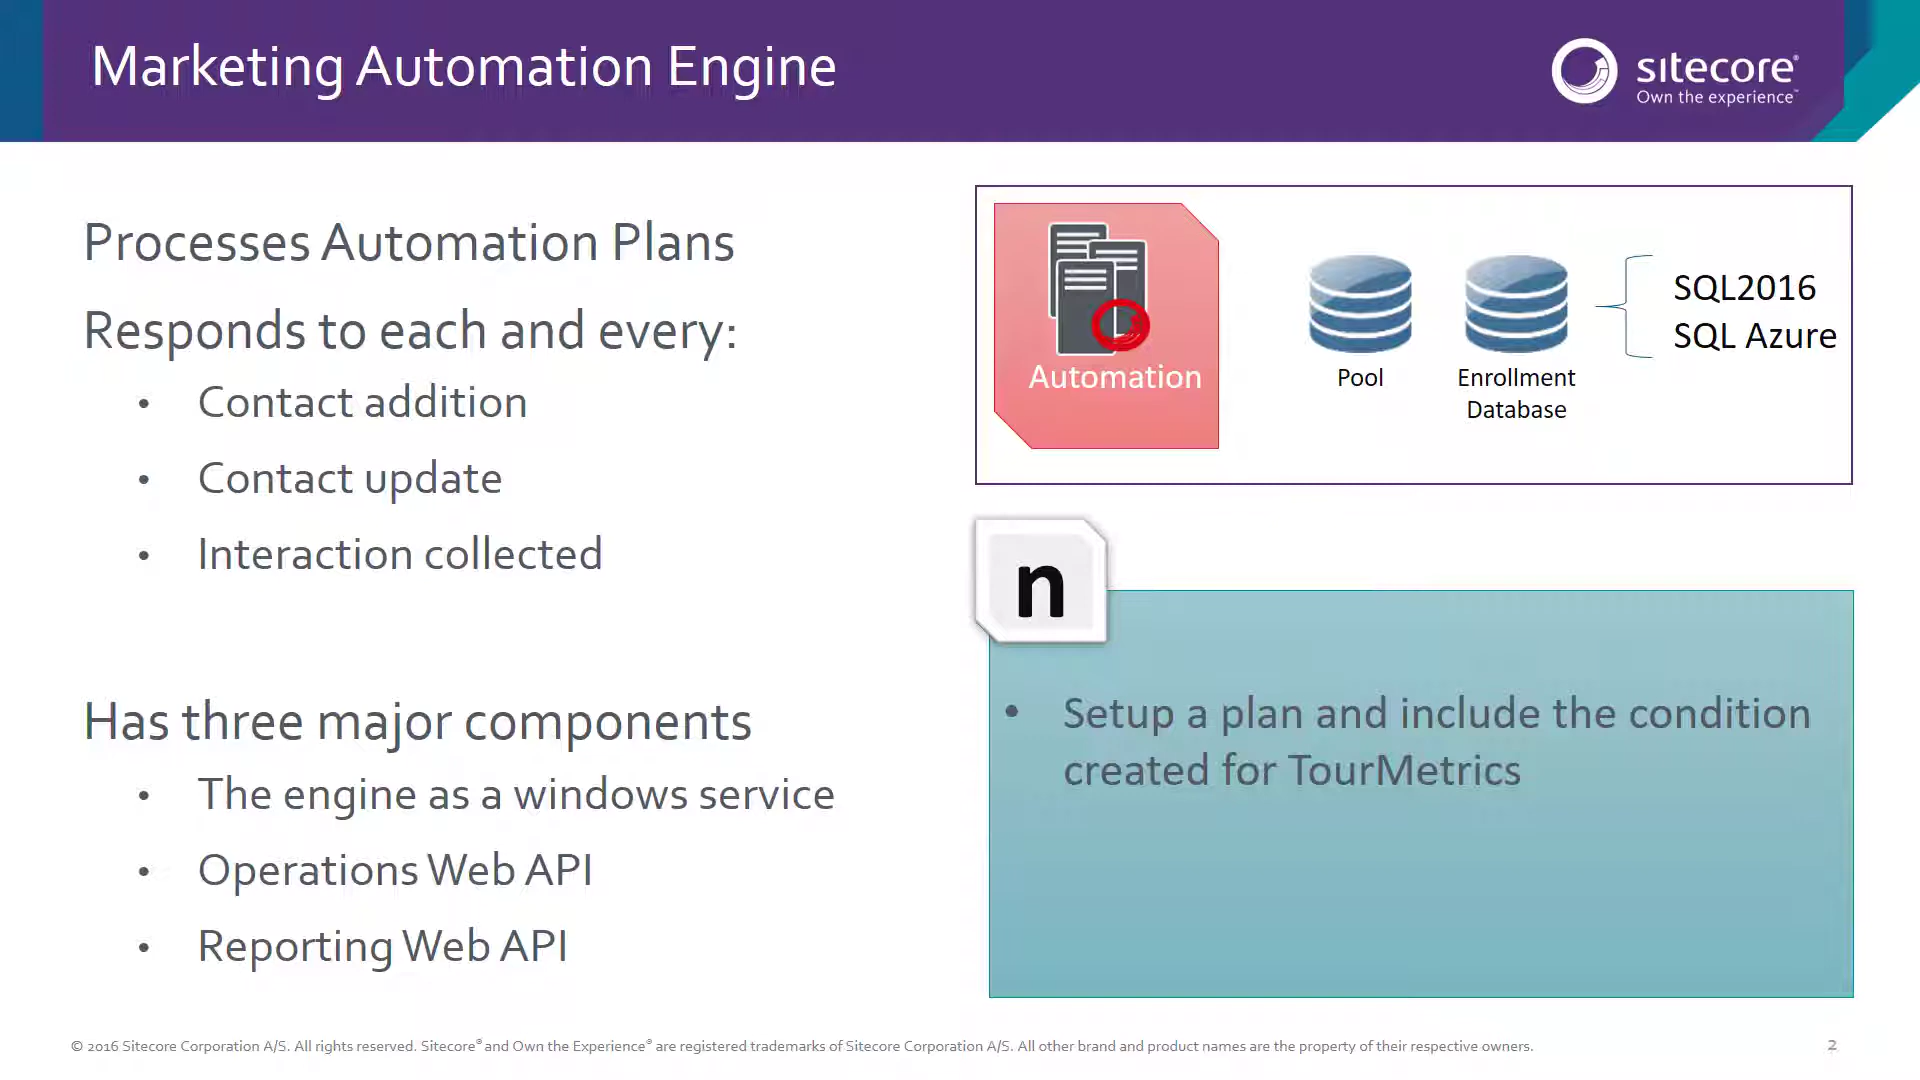 Marketing Automation Engine
sitecore®
Own the experience™
Processes Automation Plans
Responds to each and every:
• Contact addition
• Contact update
• Interaction collected
Has three major components
• The engine as a windows service
• Operations Web API
• Reporting Web API
Automation
Pool
Enrollment
Database
SQL2016
SQL Azure
n
• Setup a plan and include the condition
created for TourMetrics
© 2016 Sitecore Corporation A/S. All rights reserved. Sitecore® and Own the Experience® are registered trademarks of Sitecore Corporation A/S. All other brand and product names are the property of their respective owners.
2